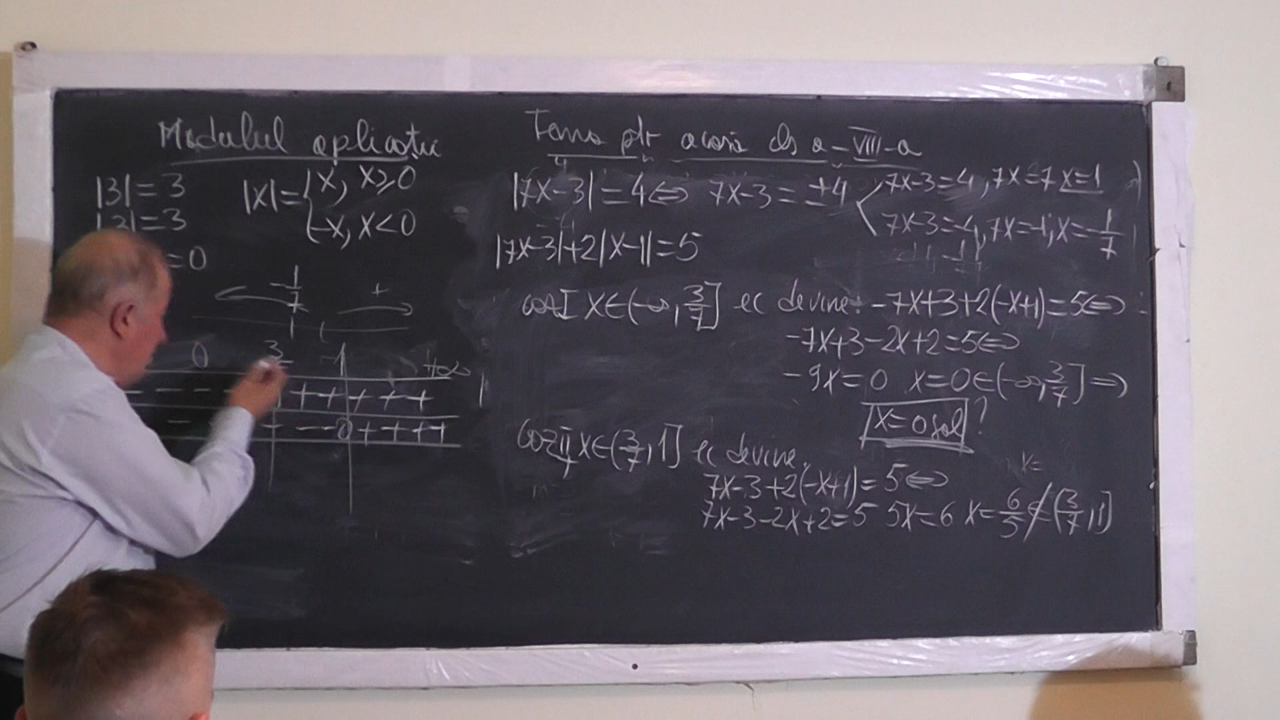 Modulul aplicație
|3| = 3
|3| = 3
= 0
|x| = { x, x ≥ 0
{ -x, x < 0
-1/7 +
0 3 1 +∞
- - - + + + + + +
- - - - 0 + + + +
Tema ptr acasă cls a-VIII-a
|7x-3| = 4 ⇔ 7x-3 = ±4
7x-3 = 4, 7x = 7 x = 1
7x-3 = -4, 7x = -1, x = -1/7
|7x-3| + 2|x-1| = 5
caz I x ∈ (-∞, 3/7] ec devine: -7x+3+2(-x+1) = 5 ⇔
-7x+3-2x+2 = 5 ⇔
-9x = 0 x = 0 ∈ (-∞, 3/7] ⇒
x = 0 sol ?
caz II x ∈ (3/7, 1] ec devine
x=
7x-3+2(-x+1) = 5 ⇔
7x-3-2x+2 = 5 5x = 6 x = 6/5 ∉ (3/7, 1]